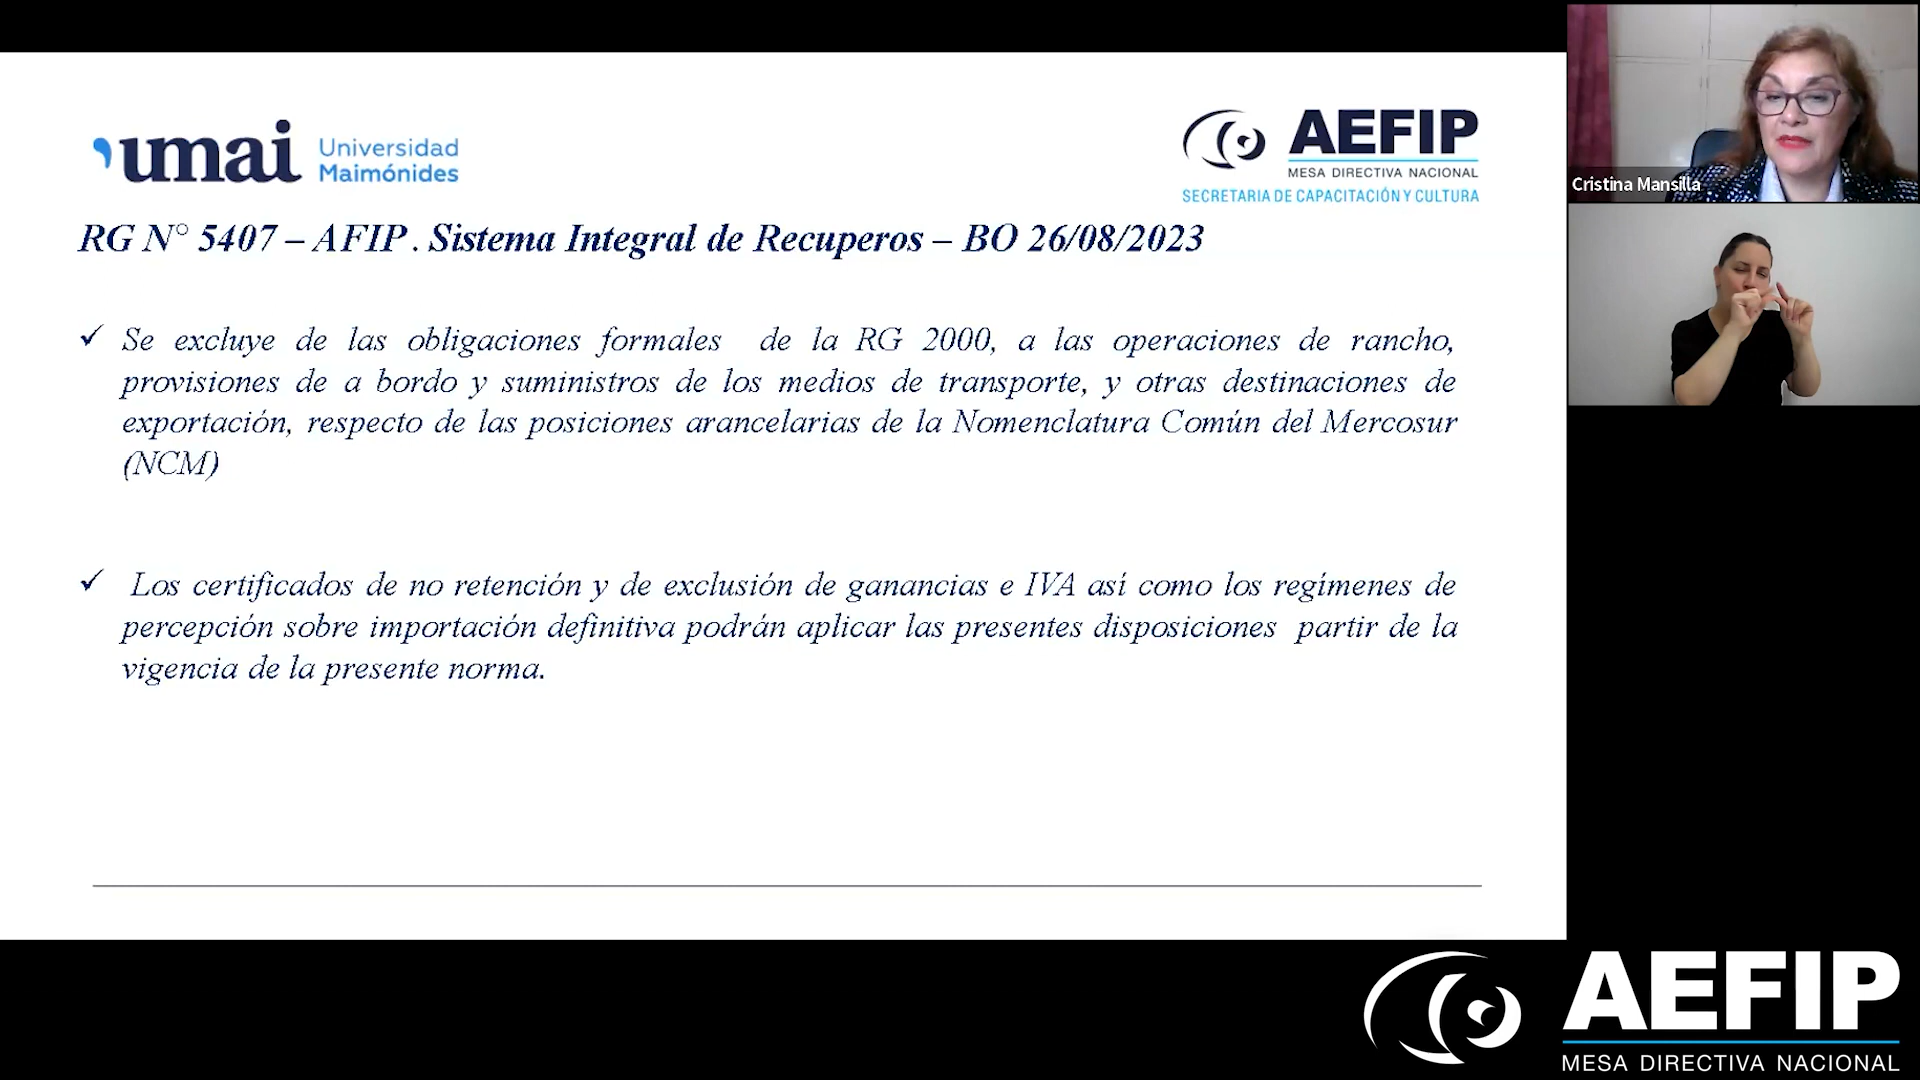 umai Universidad Maimónides
AEFIP
MESA DIRECTIVA NACIONAL
SECRETARIA DE CAPACITACIÓN Y CULTURA
RG N° 5407 – AFIP . Sistema Integral de Recuperos – BO 26/08/2023
✓ Se excluye de las obligaciones formales de la RG 2000, a las operaciones de rancho,
provisiones de a bordo y suministros de los medios de transporte, y otras destinaciones de
exportación, respecto de las posiciones arancelarias de la Nomenclatura Común del Mercosur
(NCM)
✓ Los certificados de no retención y de exclusión de ganancias e IVA así como los regímenes de
percepción sobre importación definitiva podrán aplicar las presentes disposiciones partir de la
vigencia de la presente norma.
Cristina Mansilla
AEFIP
MESA DIRECTIVA NACIONAL